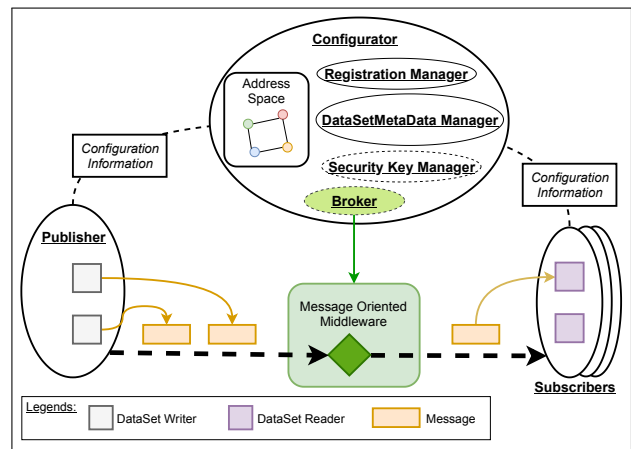 Configurator
Registration Manager
Address
Space
DataSetMetaData Manager
Configuration
Information
Security Key Manager
Configuration
Information
Broker
Publisher
Message Oriented
Middleware
Subscribers
Legends:
DataSet Writer
DataSet Reader
Message